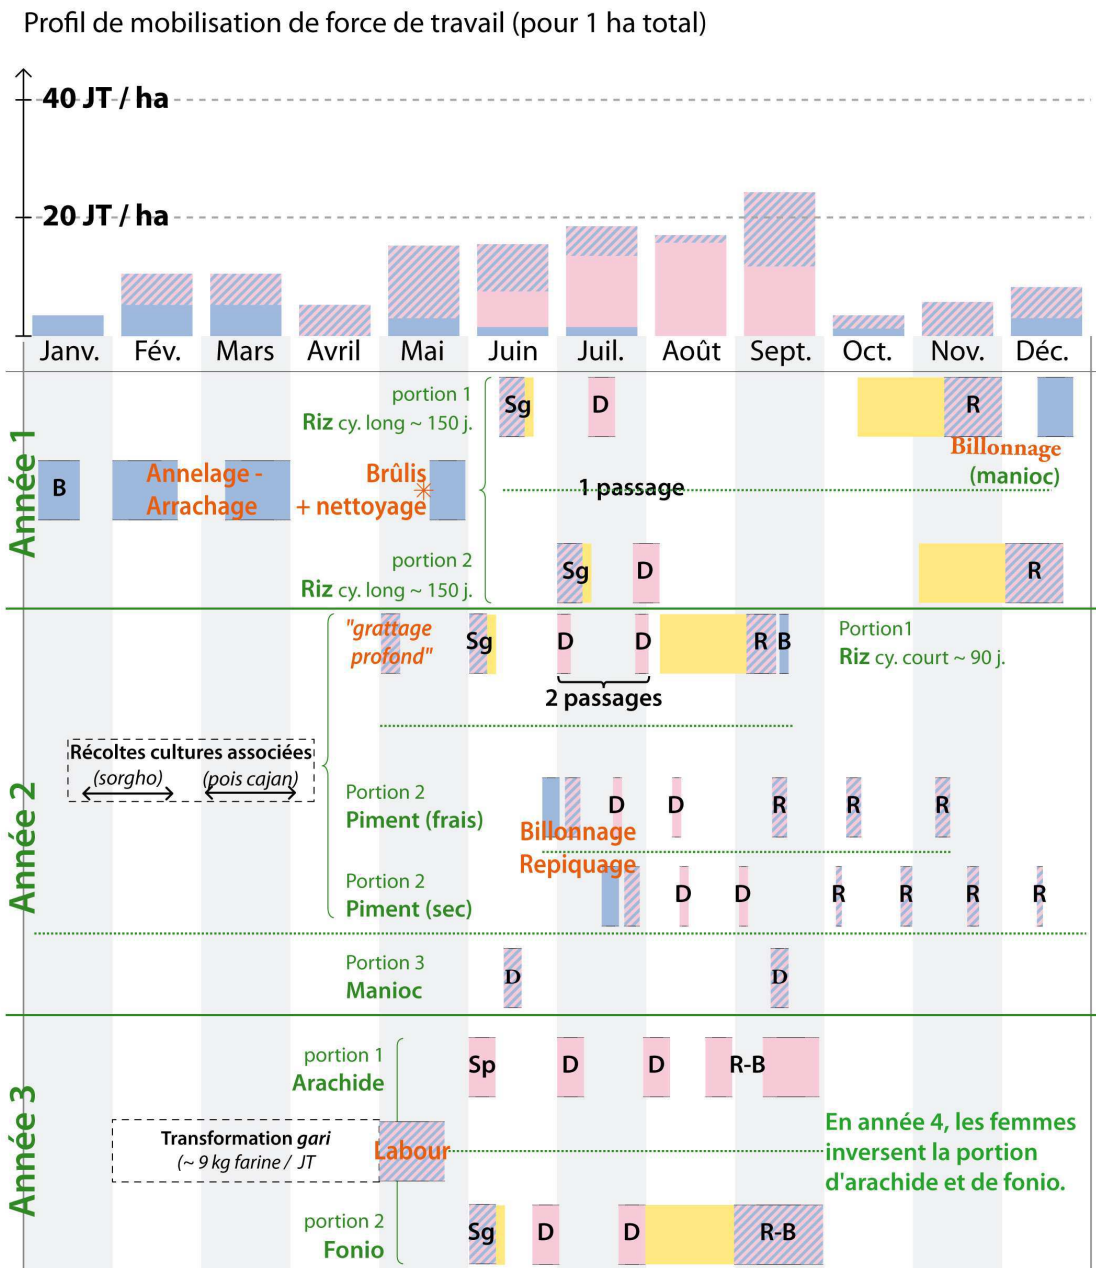 Profil de mobilisation de force de travail (pour 1 ha total)
40 JT / ha
20 JT / ha
Janv. Fév. Mars Avril Mai Juin Juil. Août Sept. Oct. Nov. Déc.
Année 1
portion 1
Riz cy. long ~ 150 j.
Sg D R
Billonnage
(manioc)
B
Annelage -
Arrachage
Brûlis
+ nettoyage
1 passage
portion 2
Riz cy. long ~ 150 j.
Sg D R
Année 2
"grattage
profond"
Sg D D R B
2 passages
Portion1
Riz cy. court ~ 90 j.
Récoltes cultures associées
(sorgho) (pois cajan)
Portion 2
Piment (frais)
D D R R R
Billonnage
Repiquage
Portion 2
Piment (sec)
D D R R R R
Portion 3
Manioc
D D
Année 3
portion 1
Arachide
Sp D D R-B
Transformation gari
(~ 9 kg farine / JT
Labour
En année 4, les femmes
inversent la portion
d'arachide et de fonio.
portion 2
Fonio
Sg D D R-B